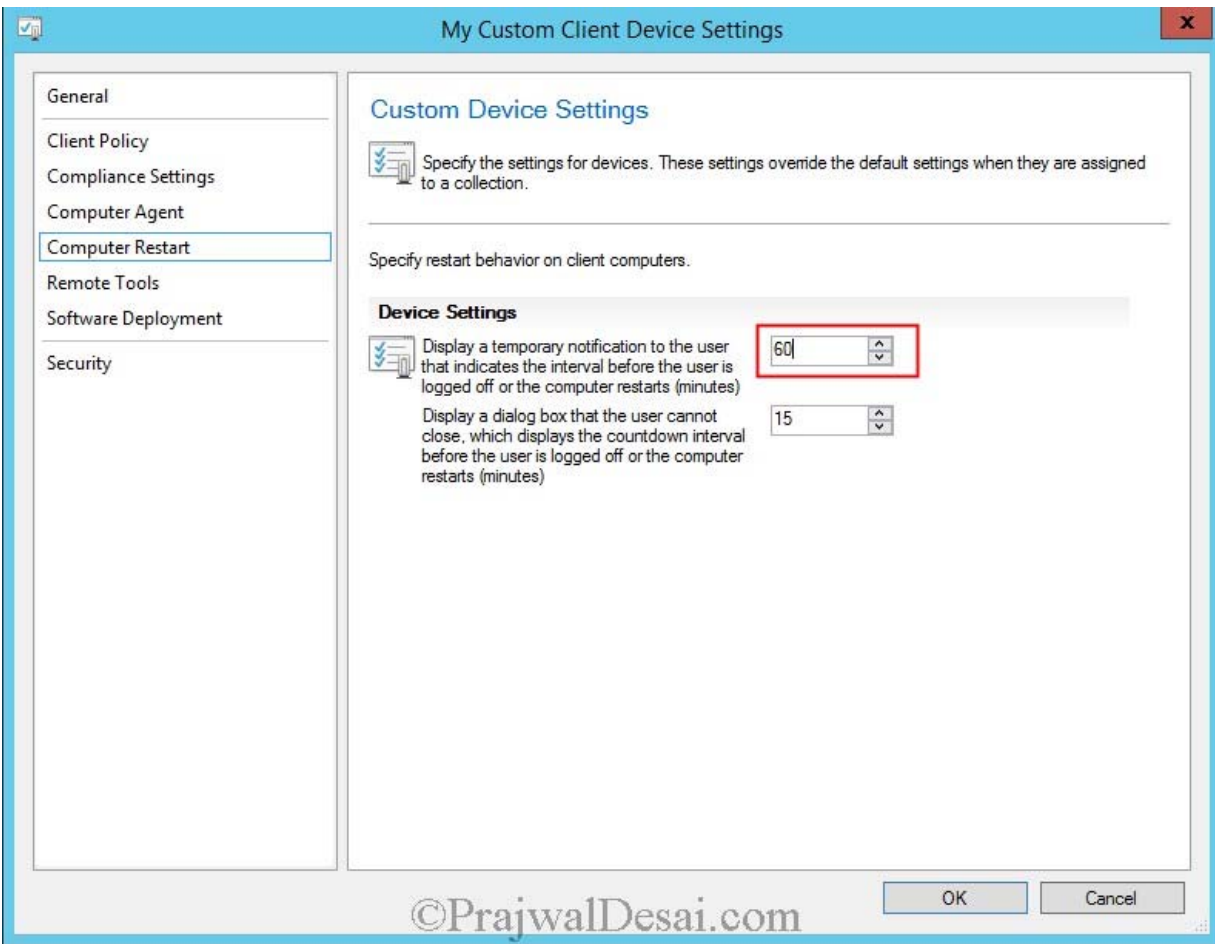 My Custom Client Device Settings
x
General
Client Policy
Compliance Settings
Computer Agent
Computer Restart
Remote Tools
Software Deployment
Security
Custom Device Settings
Specify the settings for devices. These settings override the default settings when they are assigned
to a collection.
Specify restart behavior on client computers.
Device Settings
Display a temporary notification to the user
that indicates the interval before the user is
logged off or the computer restarts (minutes)
60
Display a dialog box that the user cannot
close, which displays the countdown interval
before the user is logged off or the computer
restarts (minutes)
15
OK
Cancel
©PrajwalDesai.com